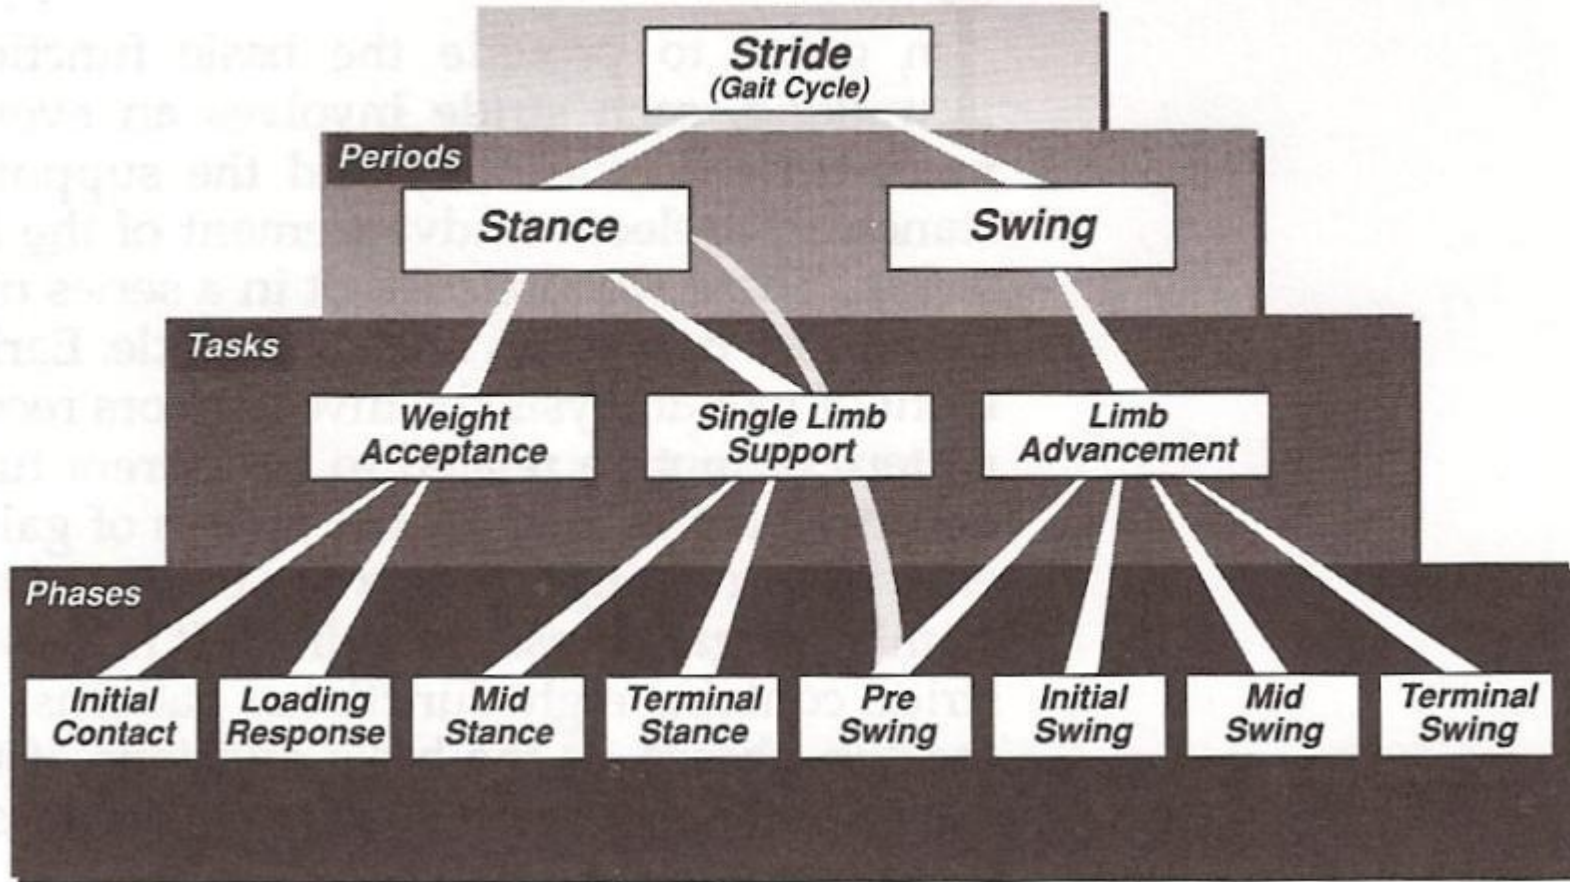 Stride
(Gait Cycle)
Periods
Stance
Swing
Tasks
Weight
Acceptance
Single Limb
Support
Limb
Advancement
Phases
Initial
Contact
Loading
Response
Mid
Stance
Terminal
Stance
Pre
Swing
Initial
Swing
Mid
Swing
Terminal
Swing